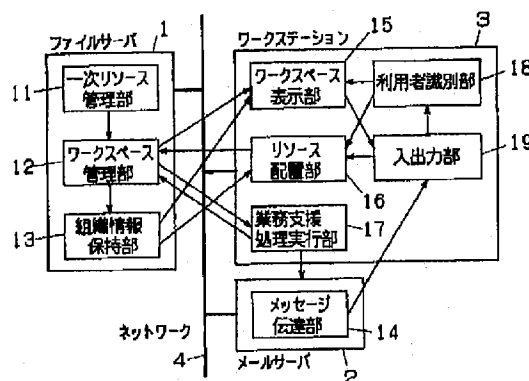 ファイルサーバ
1
ワークステーション
3
11
一次リソース
管理部
12
ワークスペース
管理部
13
組織情報
保持部
15
ワークスペース
表示部
利用者識別部
18
リソース
配置部
16
入出力部
19
業務支援
処理実行部
17
メッセージ
伝達部
14
ネットワーク
4
メールサーバ
2